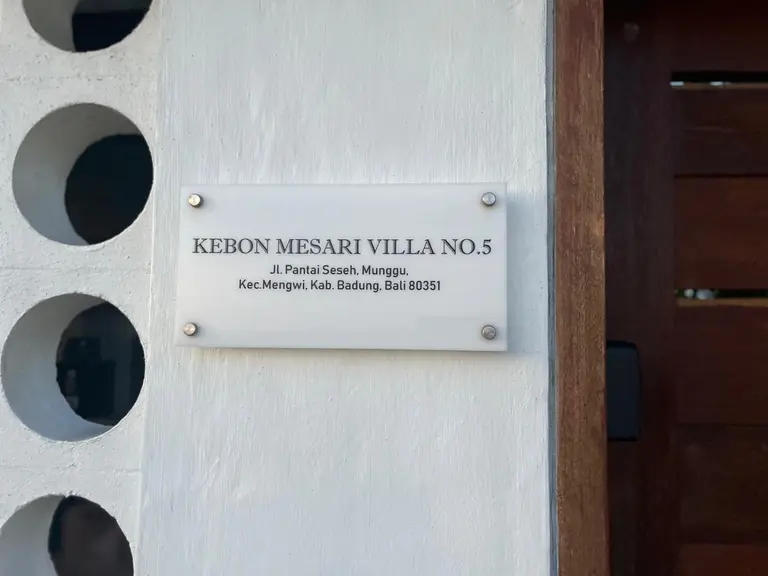 KEBON MESARI VILLA NO.5
Jl. Pantai Seseh, Munggu,
Kec.Mengwi, Kab. Badung, Bali 80351